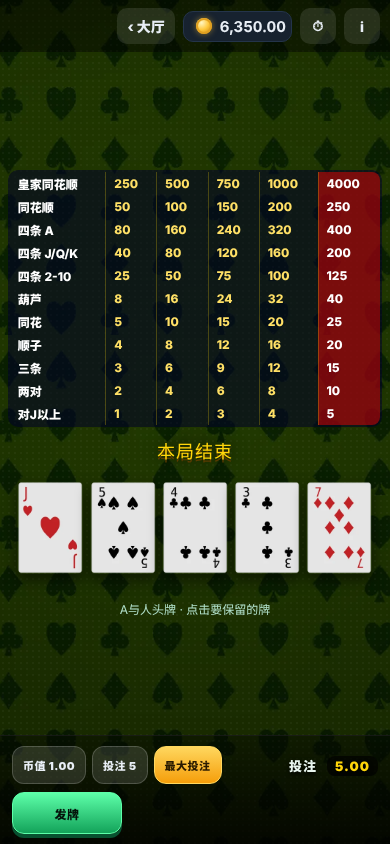 ‹ 大厅 6,350.00 ⏱ i
皇家同花顺 250 500 750 1000 4000
同花顺 50 100 150 200 250
四条 A 80 160 240 320 400
四条 J/Q/K 40 80 120 160 200
四条 2-10 25 50 75 100 125
葫芦 8 16 24 32 40
同花 5 10 15 20 25
顺子 4 8 12 16 20
三条 3 6 9 12 15
两对 2 4 6 8 10
对J以上 1 2 3 4 5
本局结束
J 5 4 3 7
J 5 4 3 7
A与人头牌 · 点击要保留的牌
币值 1.00 投注 5 最大投注 投注 5.00
发牌